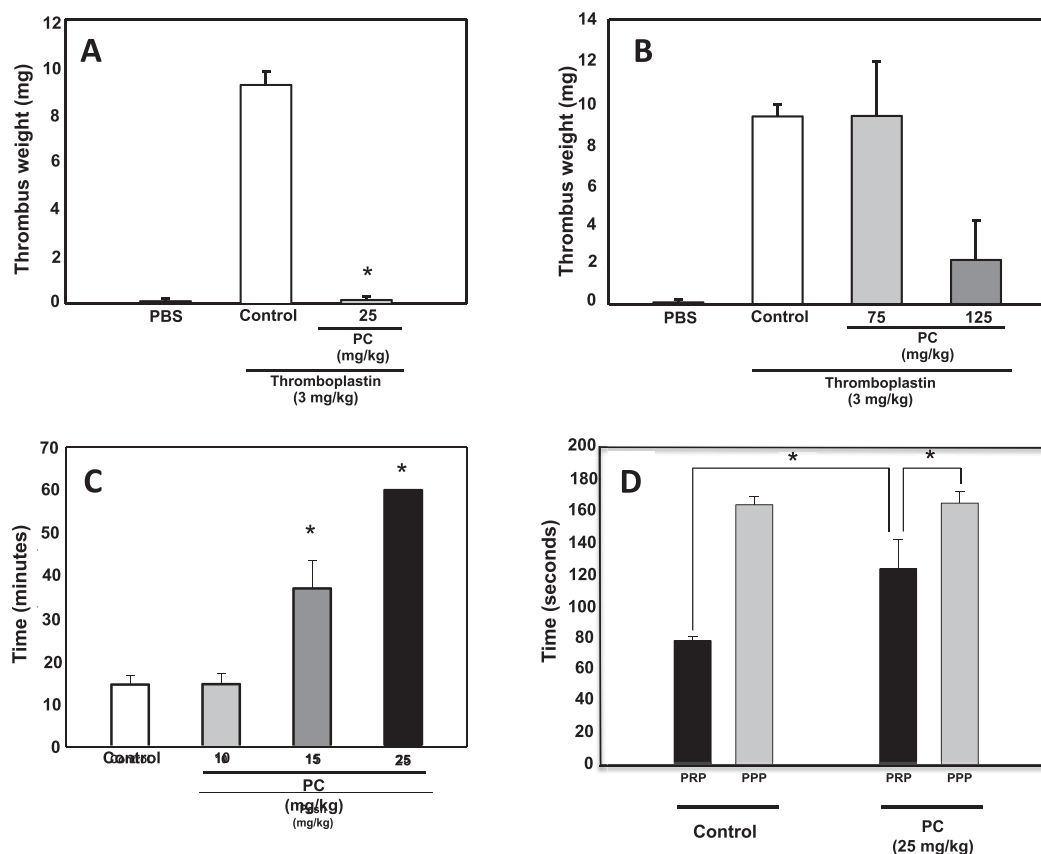 A
Thrombus weight (mg)
12
10
8
6
4
2
0
*
PBS
Control
25
PC
(mg/kg)
Thromboplastin
(3 mg/kg)
B
Thrombus weight (mg)
14
12
10
8
6
4
2
0
PBS
Control
75
125
PC
(mg/kg)
Thromboplastin
(3 mg/kg)
C
Time (minutes)
70
60
50
40
30
20
10
0
*
*
Control
10
15
25
PC
(mg/kg)
(mg/kg)
D
Time (seconds)
200
180
160
140
120
100
80
60
40
20
0
*
*
PRP
PPP
PRP
PPP
Control
PC
(25 mg/kg)